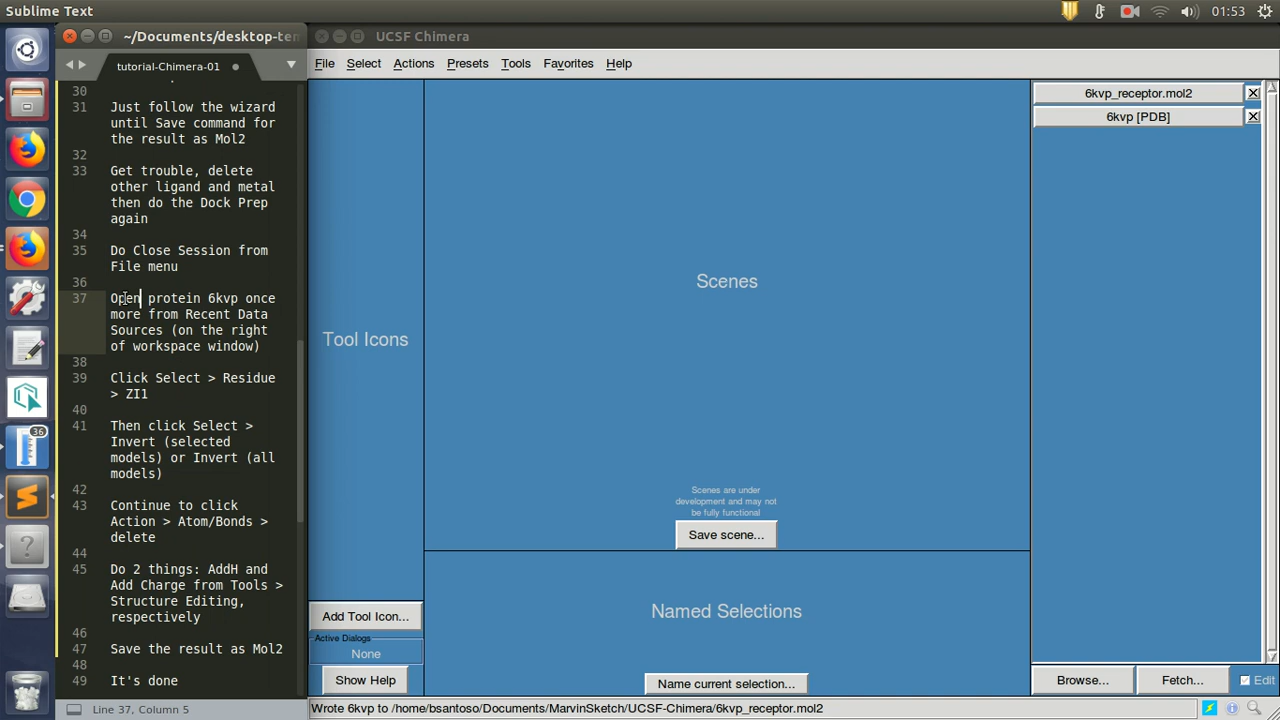 Sublime Text
01:53
~/Documents/desktop-ten
UCSF Chimera
tutorial-Chimera-01
File Select Actions Presets Tools Favorites Help
30
31 Just follow the wizard
until Save command for
the result as Mol2
32
33 Get trouble, delete
other ligand and metal
then do the Dock Prep
again
34
35 Do Close Session from
File menu
36
37 Open protein 6kvp once
more from Recent Data
Sources (on the right
of workspace window)
38
39 Click Select > Residue
> ZI1
40
41 Then click Select >
Invert (selected
models) or Invert (all
models)
42
43 Continue to click
Action > Atom/Bonds >
delete
44
45 Do 2 things: AddH and
Add Charge from Tools >
Structure Editing,
respectively
46
47 Save the result as Mol2
48
49 It's done
Line 37, Column 5
36
Tool Icons
Add Tool Icon...
Active Dialogs
None
Show Help
Scenes
Scenes are under
development and may not
be fully functional
Save scene...
Named Selections
Name current selection...
6kvp_receptor.mol2
6kvp [PDB]
Browse...
Fetch...
Edit
Wrote 6kvp to /home/bsantoso/Documents/MarvinSketch/UCSF-Chimera/6kvp_receptor.mol2